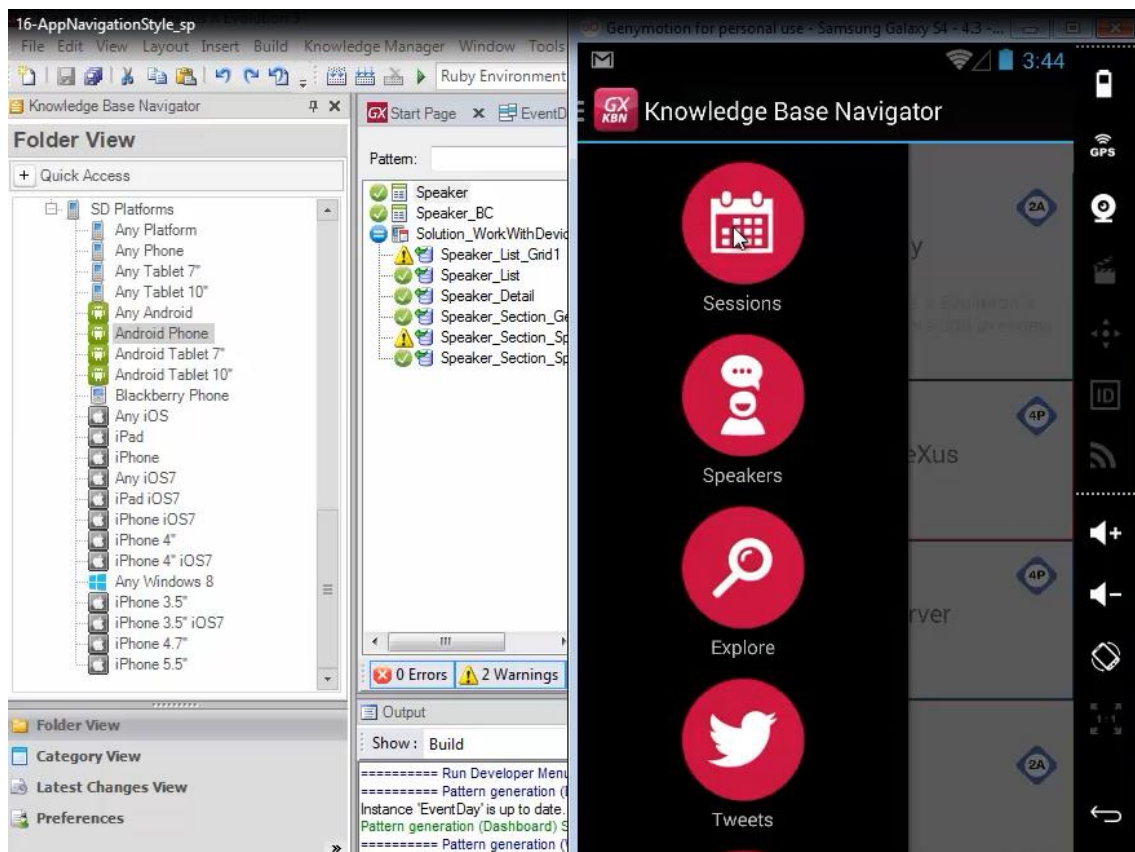 16-AppNavigationStyle_sp
File Edit View Layout Insert Build Knowledge Manager Window Tools
Ruby Environment
Knowledge Base Navigator
Folder View
Quick Access
SD Platforms
Any Platform
Any Phone
Any Tablet 7"
Any Tablet 10"
Any Android
Android Phone
Android Tablet 7"
Android Tablet 10"
Blackberry Phone
Any iOS
iPad
iPhone
Any iOS7
iPad iOS7
iPhone iOS7
iPhone 4"
iPhone 4" iOS7
Any Windows 8
iPhone 3.5"
iPhone 3.5" iOS7
iPhone 4.7"
iPhone 5.5"
Folder View
Category View
Latest Changes View
Preferences
GX Start Page EventD
Pattern:
Speaker
Speaker_BC
Solution_WorkWithDevic
Speaker_List_Grid1
Speaker_List
Speaker_Detail
Speaker_Section_Ge
Speaker_Section_Sp
Speaker_Section_Sp
0 Errors 2 Warnings
Output
Show: Build
========== Run Developer Menu
========== Pattern generation (
Instance 'EventDay' is up to date.
Pattern generation (Dashboard) S
========== Pattern generation (
Genymotion for personal use - Samsung Galaxy S4 - 4.3 -...
3:44
GX KBN Knowledge Base Navigator
Sessions
Speakers
Explore
Tweets
2A
y
4P
eXus
4P
rver
2A
GPS
ID
1:1